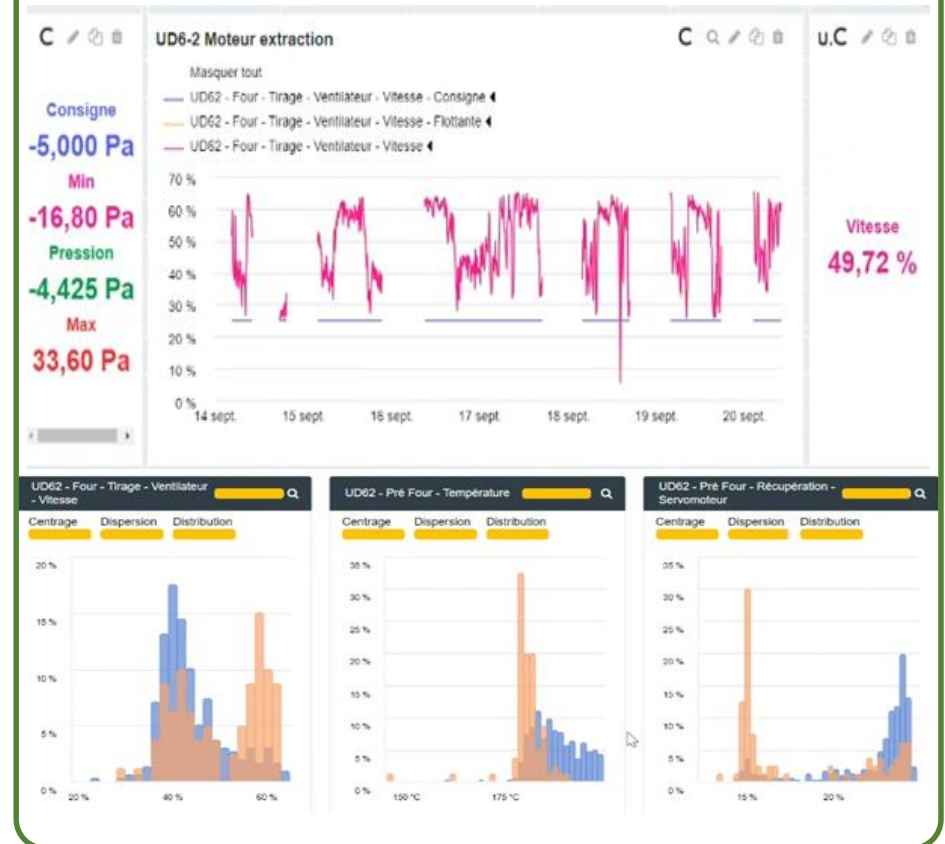 C
UD6-2 Moteur extraction
C
u.C
Masquer tout
UD62 - Four - Tirage - Ventilateur - Vitesse - Consigne
UD62 - Four - Tirage - Ventilateur - Vitesse - Flottante
UD62 - Four - Tirage - Ventilateur - Vitesse
Consigne
-5,000 Pa
Min
-16,80 Pa
Pression
-4,425 Pa
Max
33,60 Pa
70 %
60 %
50 %
40 %
30 %
20 %
10 %
0 %
14 sept.
15 sept.
16 sept.
17 sept.
18 sept.
19 sept.
20 sept.
Vitesse
49,72 %
UD62 - Four - Tirage - Ventilateur
- Vitesse
Centrage Dispersion Distribution
20 %
15 %
10 %
5 %
0 %
20 % 40 % 60 %
UD62 - Pré Four - Température
Centrage Dispersion Distribution
35 %
30 %
25 %
20 %
15 %
10 %
5 %
0 %
150 °C 175 °C
UD62 - Pré Four - Récupération -
Servomoteur
Centrage Dispersion Distribution
35 %
30 %
25 %
20 %
15 %
10 %
5 %
0 %
15 % 20 %